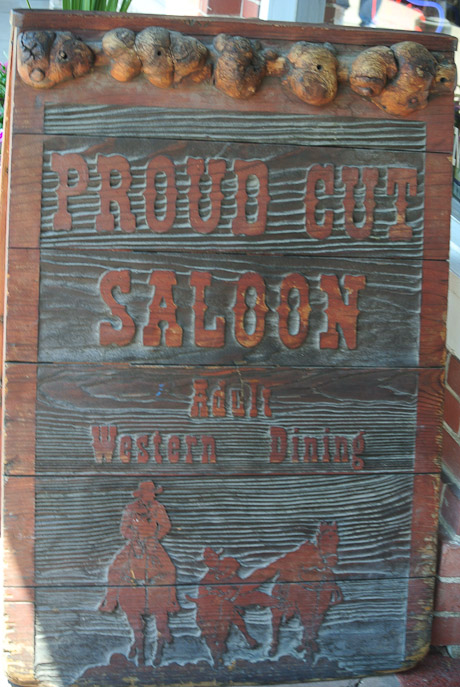 PROUD CUT
SALOON
Adult
Western Dining